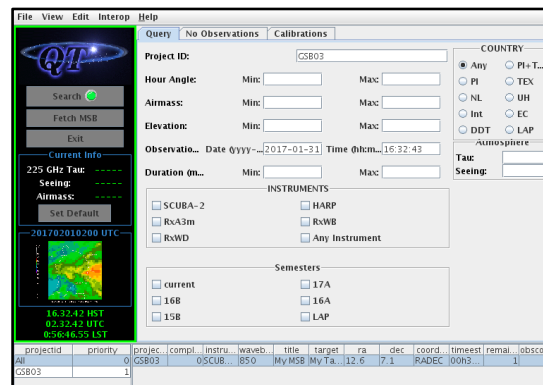 File View Edit Interop Help
Query No Observations Calibrations
QT
Search
Fetch MSB
Exit
Current Info
225 GHz Tau: -----
Seeing: -----
Airmass: -----
Set Default
201702010200 UTC
16.32.42 HST
02.32.42 UTC
0:56:46.55 LST
Project ID: GSB03
Hour Angle: Min: Max:
Airmass: Min: Max:
Elevation: Min: Max:
Observatio... Date (yyyy-... 2017-01-31 Time (hh:m... 16:32:43
Duration (m... Min: Max:
INSTRUMENTS
SCUBA-2 HARP
RxA3m RxWB
RxWD Any Instrument
Semesters
current 17A
16B 16A
15B LAP
COUNTRY
Any PI+T...
PI TEX
NL UH
Int EC
DDT LAP
Atmosphere
Tau:
Seeing:
projectid priority
All 0
GSB03 1
projec... compl... instru... waveb... title target ra dec coord... timeest remai... obsco
GSB03 0 SCUB... 850 My MSB My Ta... 12.6 7.1 RADEC 00h3... 1